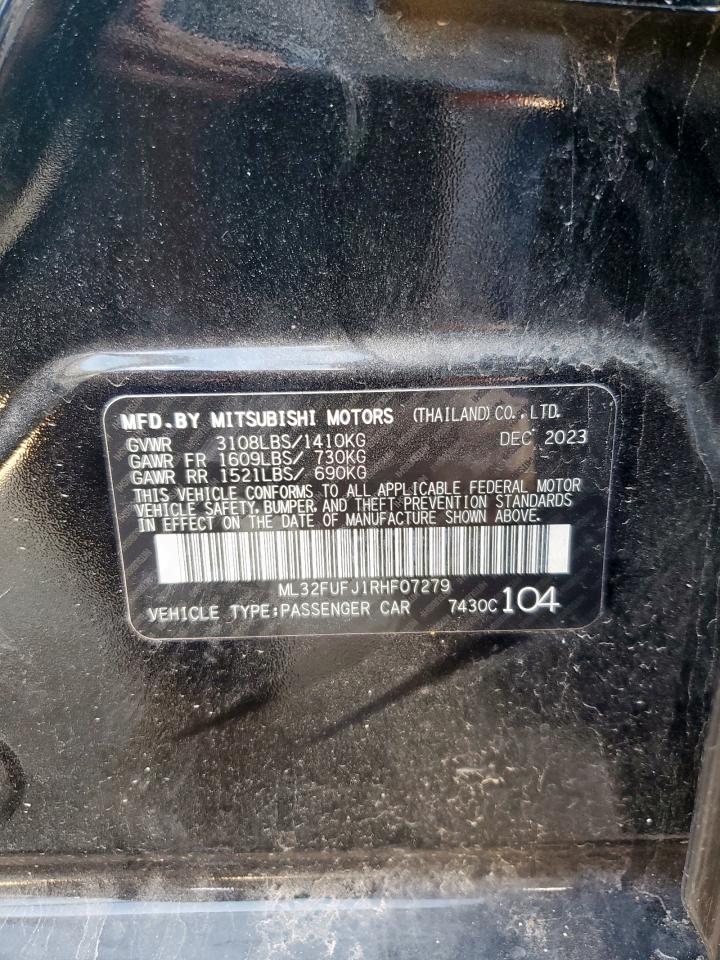 MFD.BY MITSUBISHI MOTORS (THAILAND) CO., LTD.
GVWR 3108LBS/1410KG DEC 2023
GAWR FR 1609LBS/ 730KG
GAWR RR 1521LBS/ 690KG
THIS VEHICLE CONFORMS TO ALL APPLICABLE FEDERAL MOTOR
VEHICLE SAFETY, BUMPER, AND THEFT PREVENTION STANDARDS
IN EFFECT ON THE DATE OF MANUFACTURE SHOWN ABOVE.
ML32FUFJ1RHF07279
VEHICLE TYPE:PASSENGER CAR 7430C 104